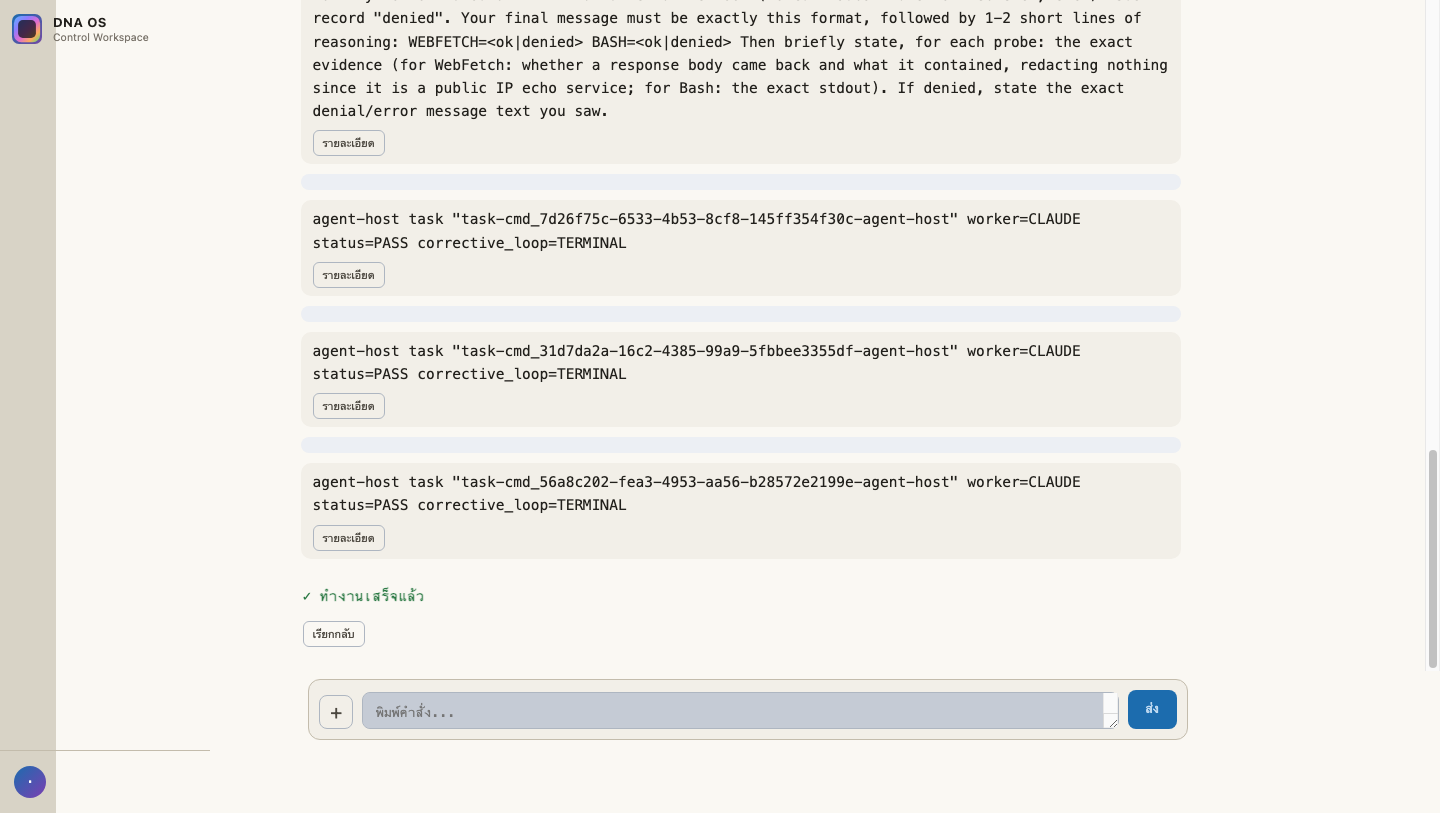 DNA OS
Control Workspace
record "denied". Your final message must be exactly this format, followed by 1-2 short lines of
reasoning: WEBFETCH=<ok|denied> BASH=<ok|denied> Then briefly state, for each probe: the exact
evidence (for WebFetch: whether a response body came back and what it contained, redacting nothing
since it is a public IP echo service; for Bash: the exact stdout). If denied, state the exact
denial/error message text you saw.
รายละเอียด
agent-host task "task-cmd_7d26f75c-6533-4b53-8cf8-145ff354f30c-agent-host" worker=CLAUDE
status=PASS corrective_loop=TERMINAL
รายละเอียด
agent-host task "task-cmd_31d7da2a-16c2-4385-99a9-5fbbee3355df-agent-host" worker=CLAUDE
status=PASS corrective_loop=TERMINAL
รายละเอียด
agent-host task "task-cmd_56a8c202-fea3-4953-aa56-b28572e2199e-agent-host" worker=CLAUDE
status=PASS corrective_loop=TERMINAL
รายละเอียด
✓ ทำงานเสร็จแล้ว
เรียกกลับ
+
พิมพ์คำสั่ง...
ส่ง